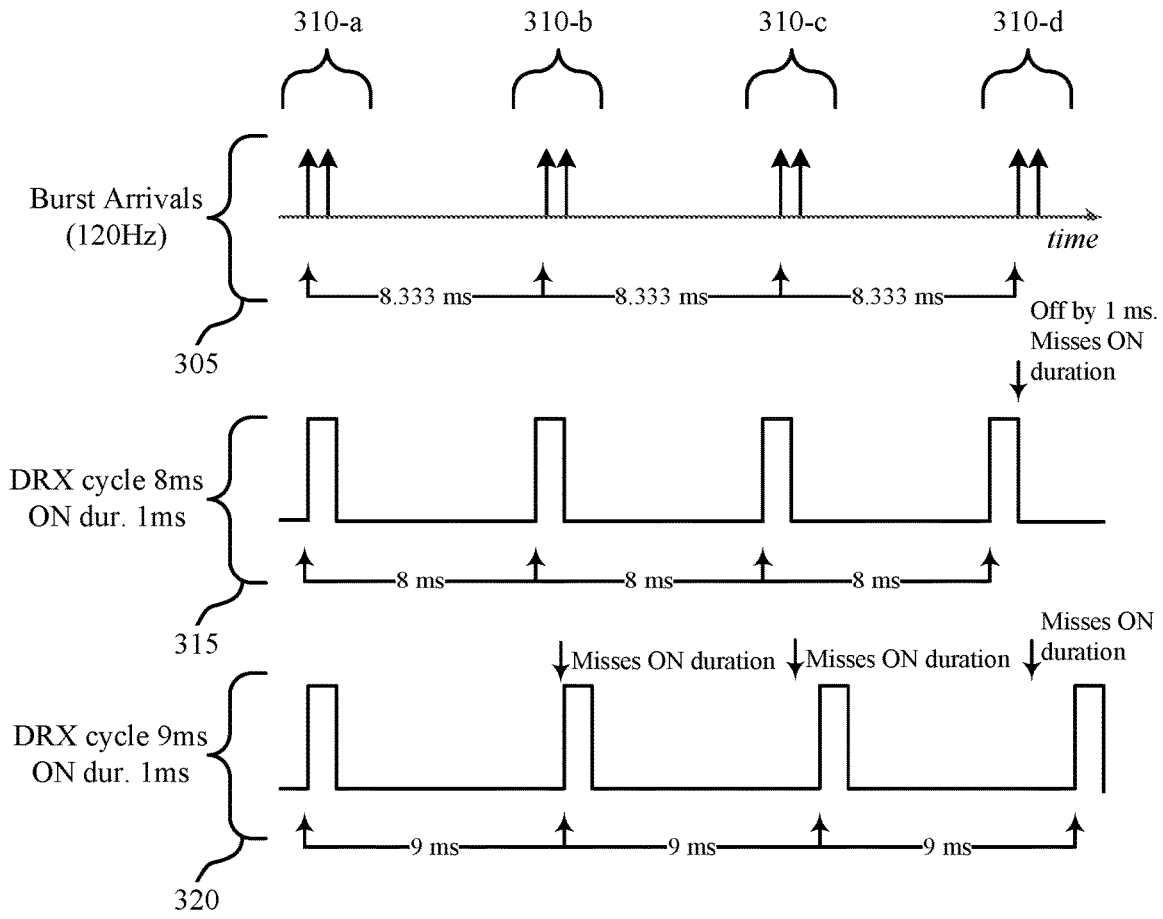 310-a
310-b
310-c
310-d
Burst Arrivals
(120Hz)
time
8.333 ms
8.333 ms
8.333 ms
305
Off by 1 ms.
Misses ON
duration
DRX cycle 8ms
ON dur. 1ms
8 ms
8 ms
8 ms
315
Misses ON duration
Misses ON duration
Misses ON
duration
DRX cycle 9ms
ON dur. 1ms
9 ms
9 ms
9 ms
320